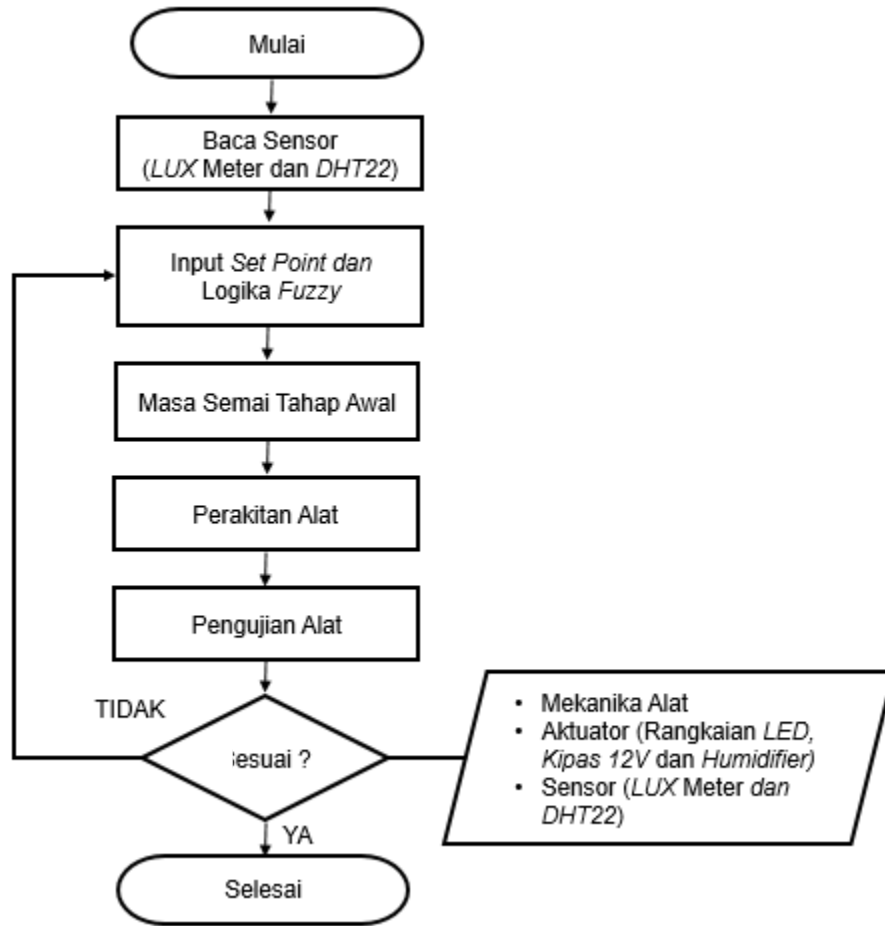 Mulai
Baca Sensor
(LUX Meter dan DHT22)
Input Set Point dan
Logika Fuzzy
Masa Semai Tahap Awal
Perakitan Alat
Pengujian Alat
TIDAK
esuai ?
• Mekanika Alat
• Aktuator (Rangkaian LED,
Kipas 12V dan Humidifier)
• Sensor (LUX Meter dan
DHT22)
YA
Selesai